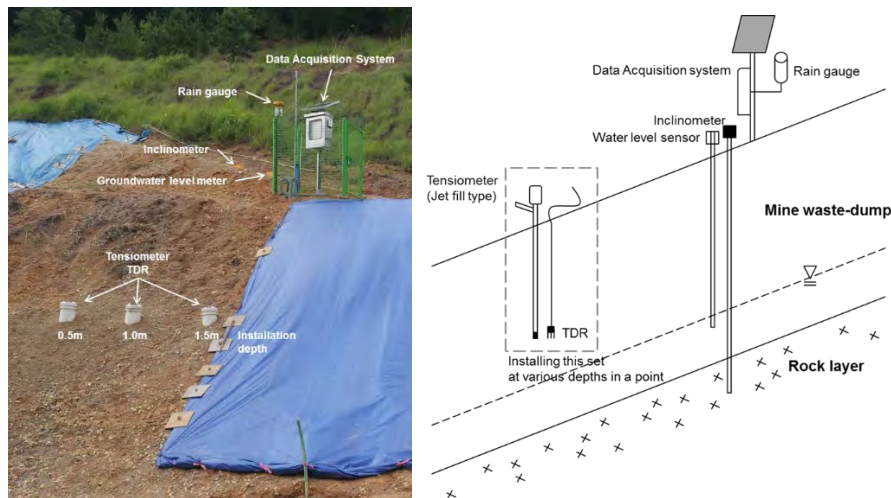 Data Acquisition System
Rain gauge
Inclinometer
Groundwater level meter
Tensiometer
TDR
0.5m
1.0m
1.5m
Installation
depth
Data Acquisition system
Rain gauge
Inclinometer
Water level sensor
Tensiometer
(Jet fill type)
Mine waste-dump
TDR
Installing this set
at various depths in a point
Rock layer